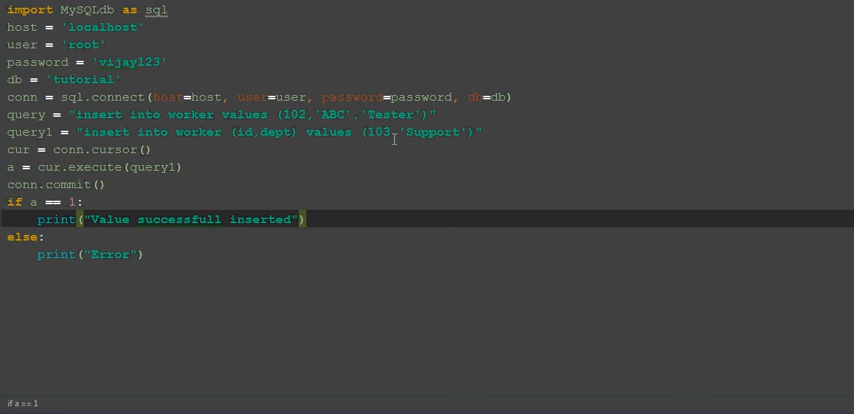 import MySQLdb as sql
host = 'localhost'
user = 'root'
password = 'vijay123'
db = 'tutorial'
conn = sql.connect(host=host, user=user, password=password, db=db)
query = "insert into worker values (102,'ABC','Tester')"
query1 = "insert into worker (id,dept) values (103,'Support')"
cur = conn.cursor()
a = cur.execute(query1)
conn.commit()
if a == 1:
    print("Value successfull inserted")
else:
    print("Error")
if a == 1